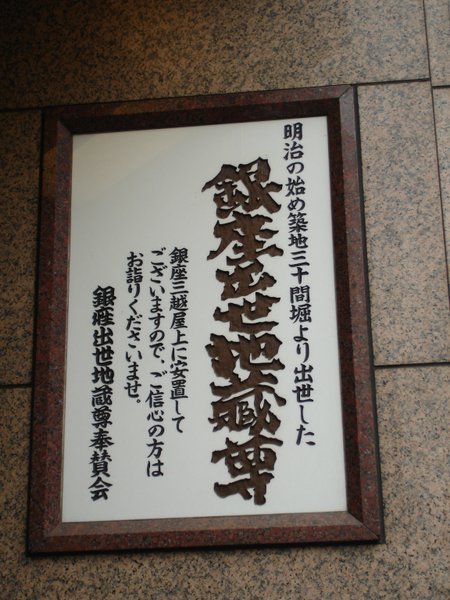 明治の始め築地三十間堀より出世した
銀座出世地蔵尊
銀座三越屋上に安置して
ございますので、ご信心の方は
お詣りくださいませ。
銀座出世地蔵尊奉賛会